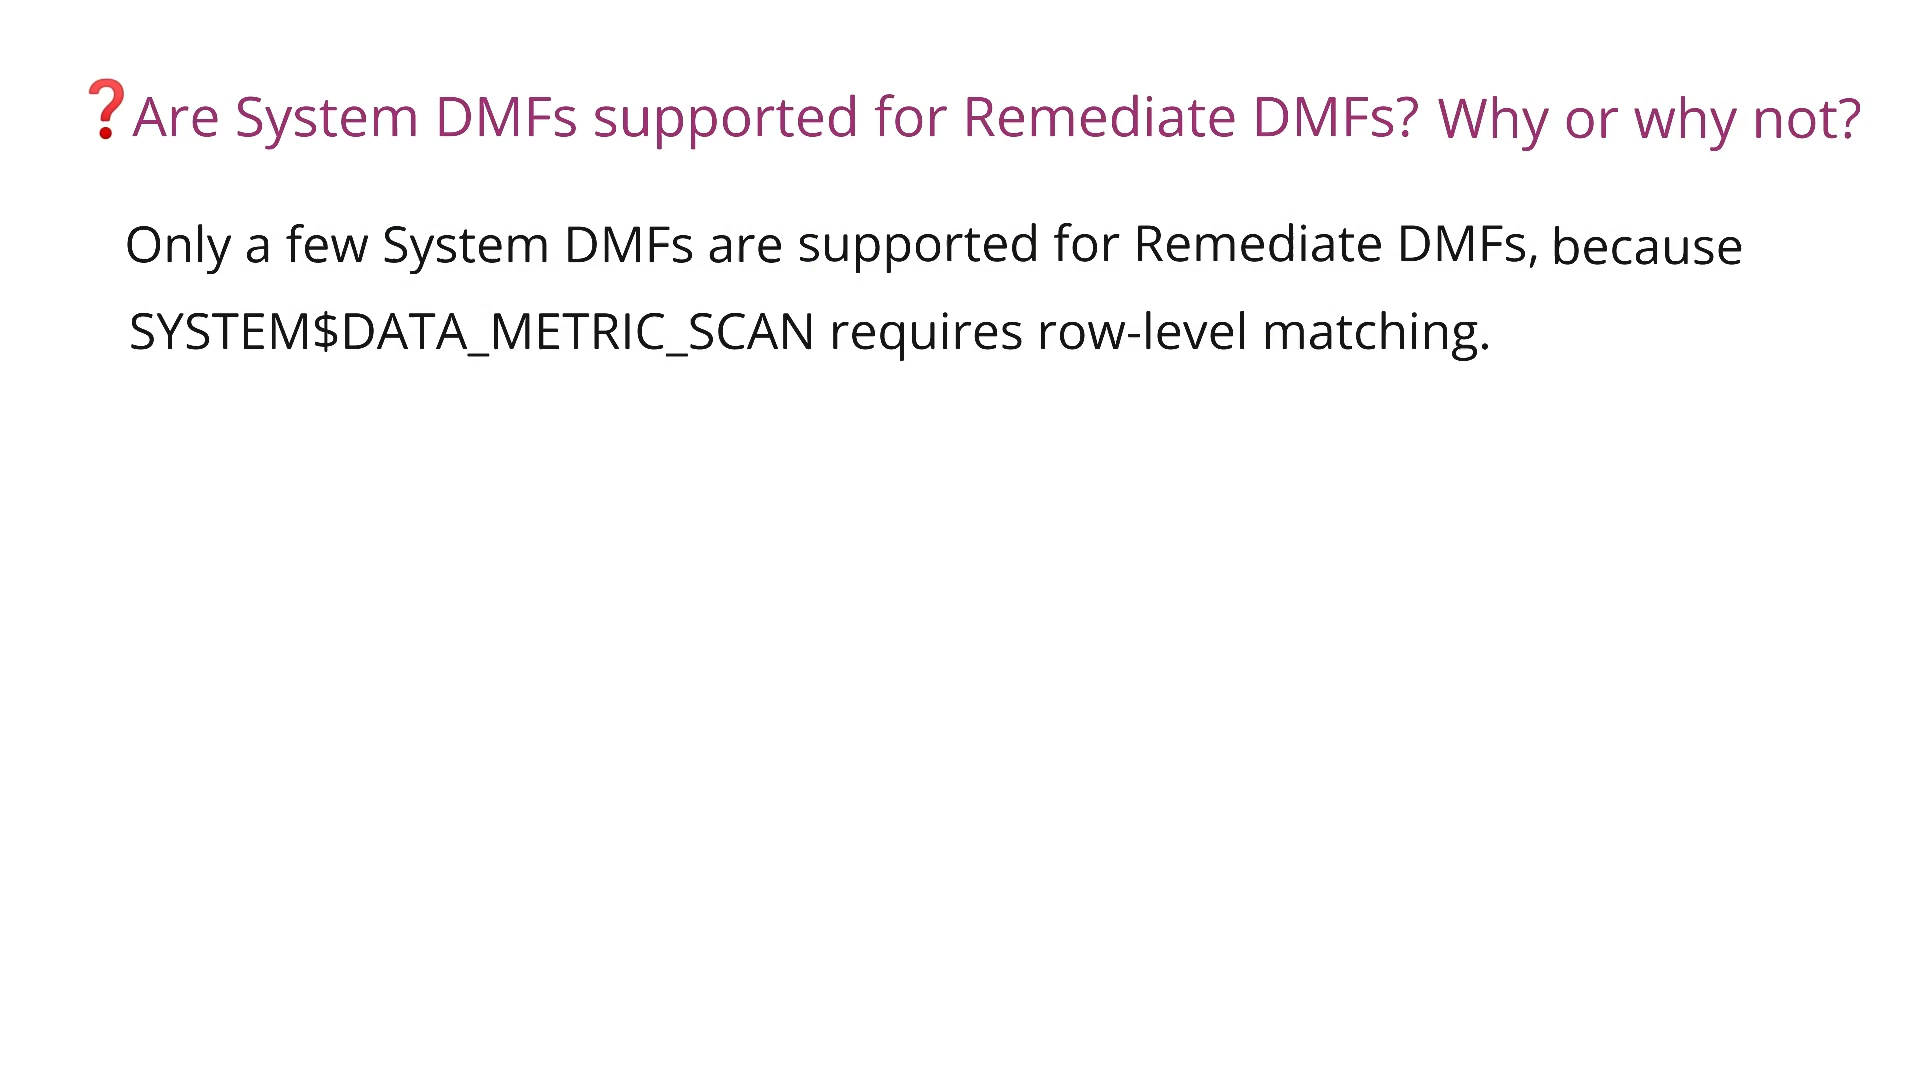 ❓Are System DMFs supported for Remediate DMFs? Why or why not?
Only a few System DMFs are supported for Remediate DMFs, because
SYSTEM$DATA_METRIC_SCAN requires row-level matching.